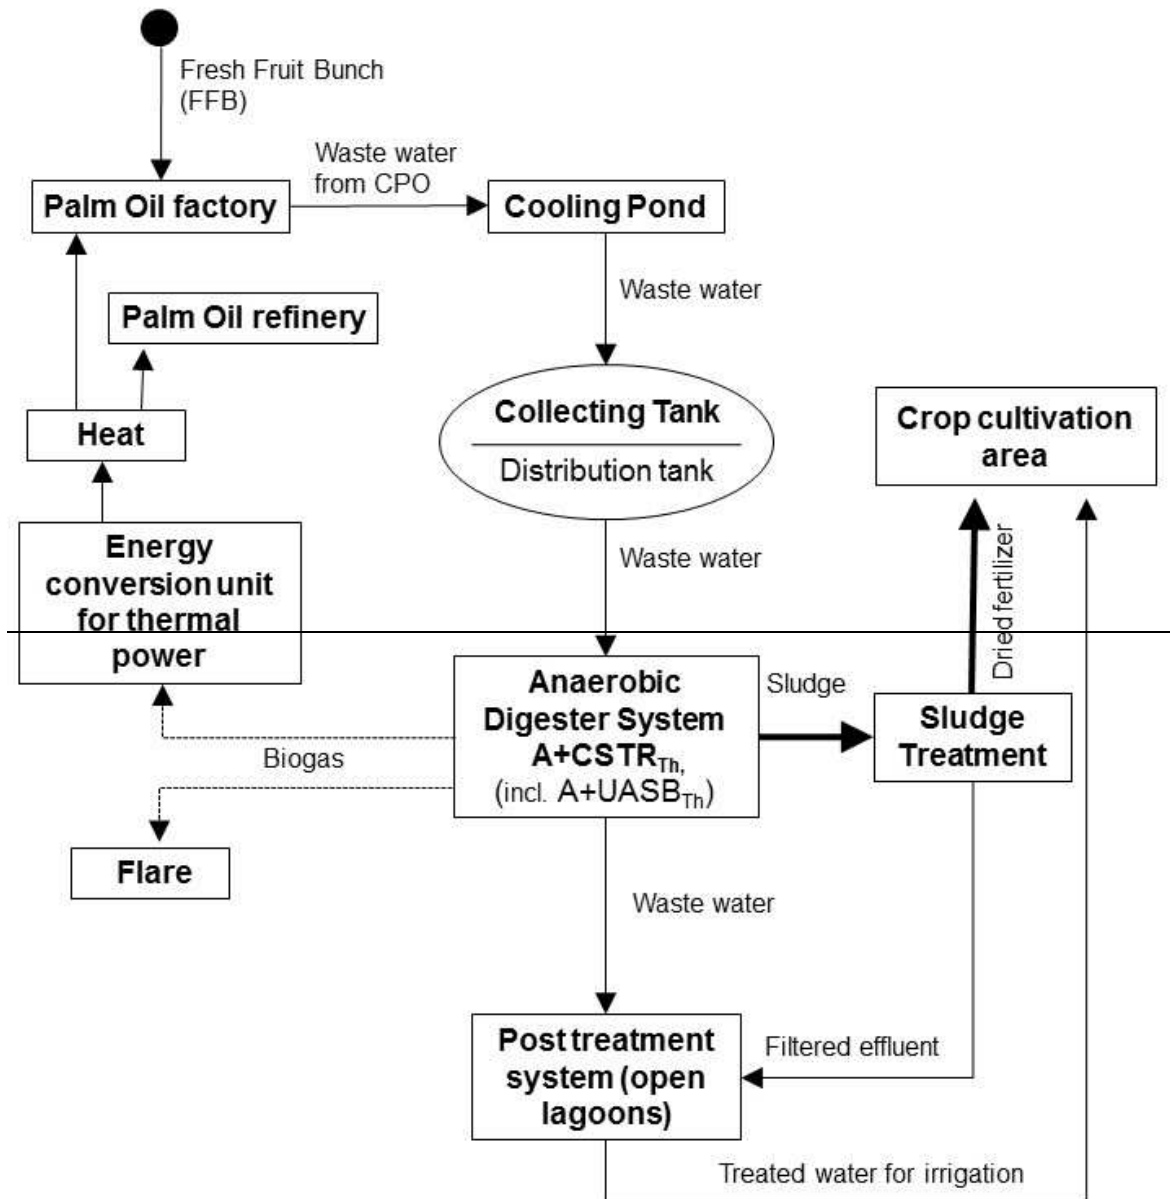 Fresh Fruit Bunch
(FFB)
Waste water
from CPO
Palm Oil factory
Cooling Pond
Waste water
Palm Oil refinery
Collecting Tank
Distribution tank
Crop cultivation
area
Heat
Waste water
Energy
conversion unit
for thermal
power
Dried fertilizer
Anaerobic
Digester System
A+CSTRTh,
(incl. A+UASBTh)
Sludge
Sludge
Treatment
Biogas
Flare
Waste water
Post treatment
system (open
lagoons)
Filtered effluent
Treated water for irrigation